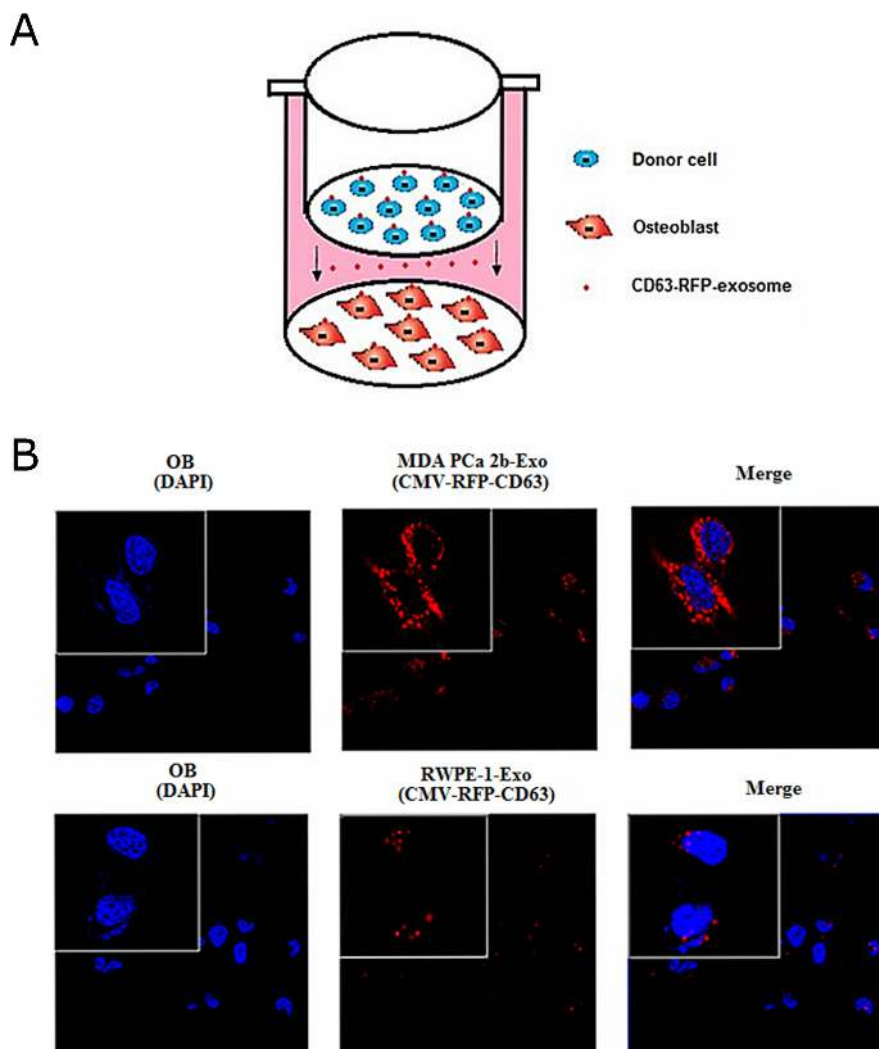 A
Donor cell
Osteoblast
CD63-RFP-exosome
B
OB
(DAPI)
MDA PCa 2b-Exo
(CMV-RFP-CD63)
Merge
OB
(DAPI)
RWPE-1-Exo
(CMV-RFP-CD63)
Merge